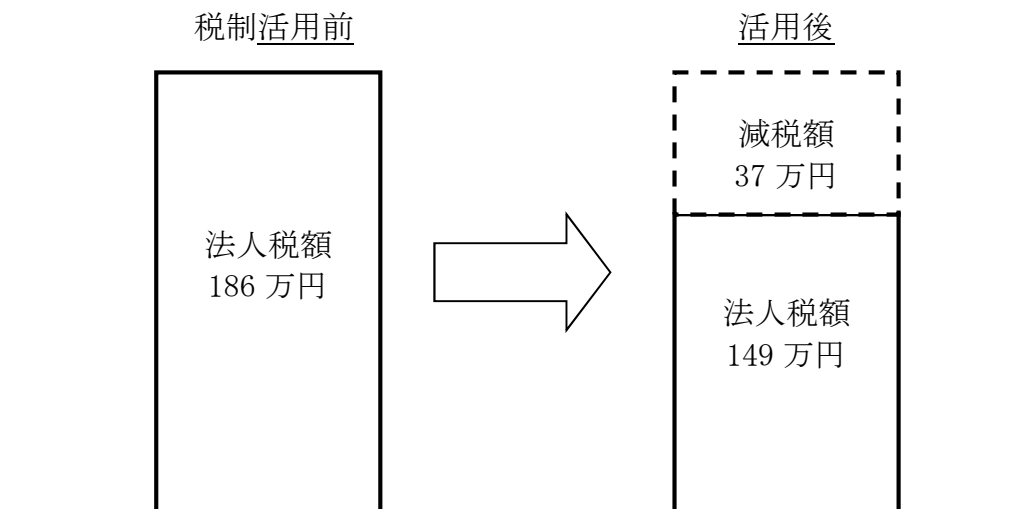 税制活用前
活用後
減税額
37 万円
法人税額
186 万円
法人税額
149 万円